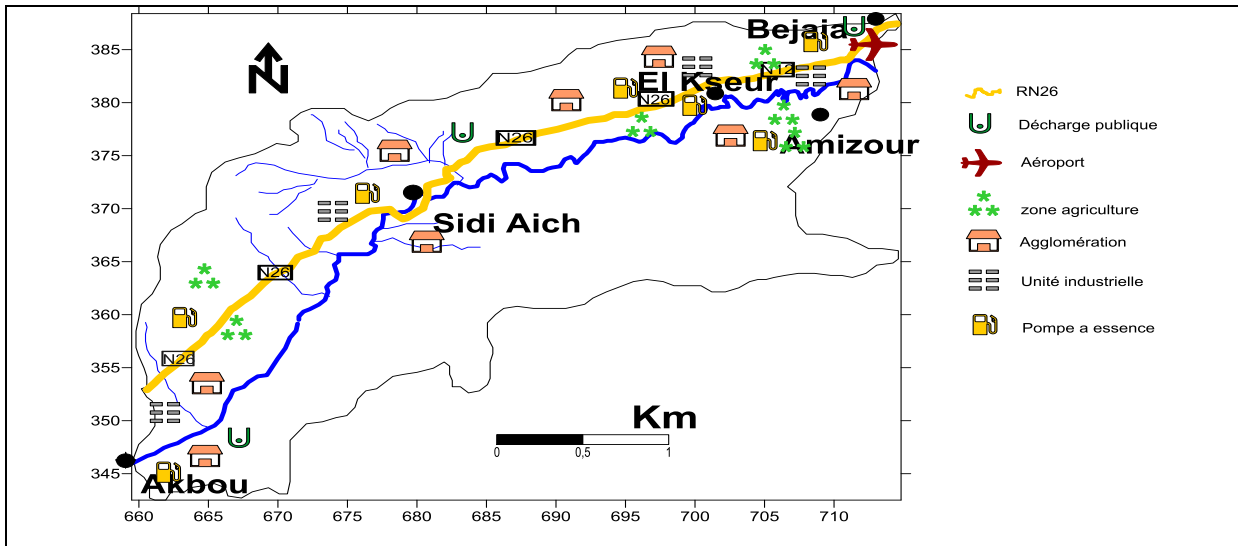 Bejaia
385
N12
380
El Kseur
N26
375
N26
Amizour
370
Sidi Aich
365
N26
360
355
N26
350
Km
0
0,5
1
345
Akbou
660
665
670
675
680
685
690
695
700
705
710
N
RN26
Décharge publique
Aéroport
zone agriculture
Agglomération
Unité industrielle
Pompe a essence